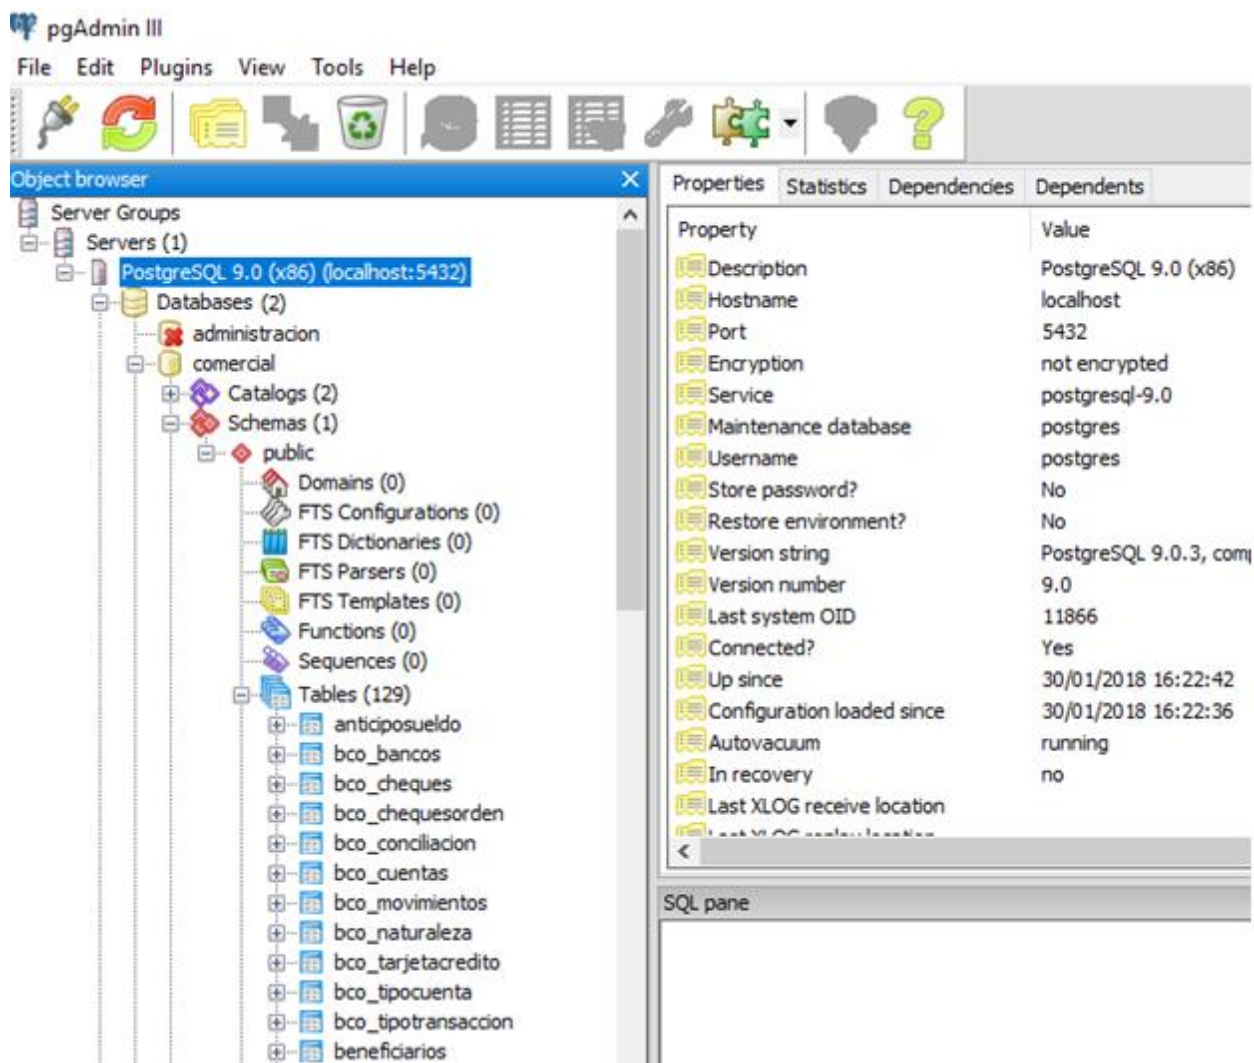 pgAdmin III
File Edit Plugins View Tools Help
Object browser
Server Groups
Servers (1)
PostgreSQL 9.0 (x86) (localhost:5432)
Databases (2)
administracion
comercial
Catalogs (2)
Schemas (1)
public
Domains (0)
FTS Configurations (0)
FTS Dictionaries (0)
FTS Parsers (0)
FTS Templates (0)
Functions (0)
Sequences (0)
Tables (129)
anticiposueldo
bco_bancos
bco_cheques
bco_chequesorden
bco_conciliacion
bco_cuentas
bco_movimientos
bco_naturaleza
bco_tarjetacredito
bco_tipocuenta
bco_tipotransaccion
beneficiarios
Properties Statistics Dependencies Dependents
Property Value
Description PostgreSQL 9.0 (x86)
Hostname localhost
Port 5432
Encryption not encrypted
Service postgresql-9.0
Maintenance database postgres
Username postgres
Store password? No
Restore environment? No
Version string PostgreSQL 9.0.3, comp
Version number 9.0
Last system OID 11866
Connected? Yes
Up since 30/01/2018 16:22:42
Configuration loaded since 30/01/2018 16:22:36
Autovacuum running
In recovery no
Last XLOG receive location
Last XLOG replay location
SQL pane